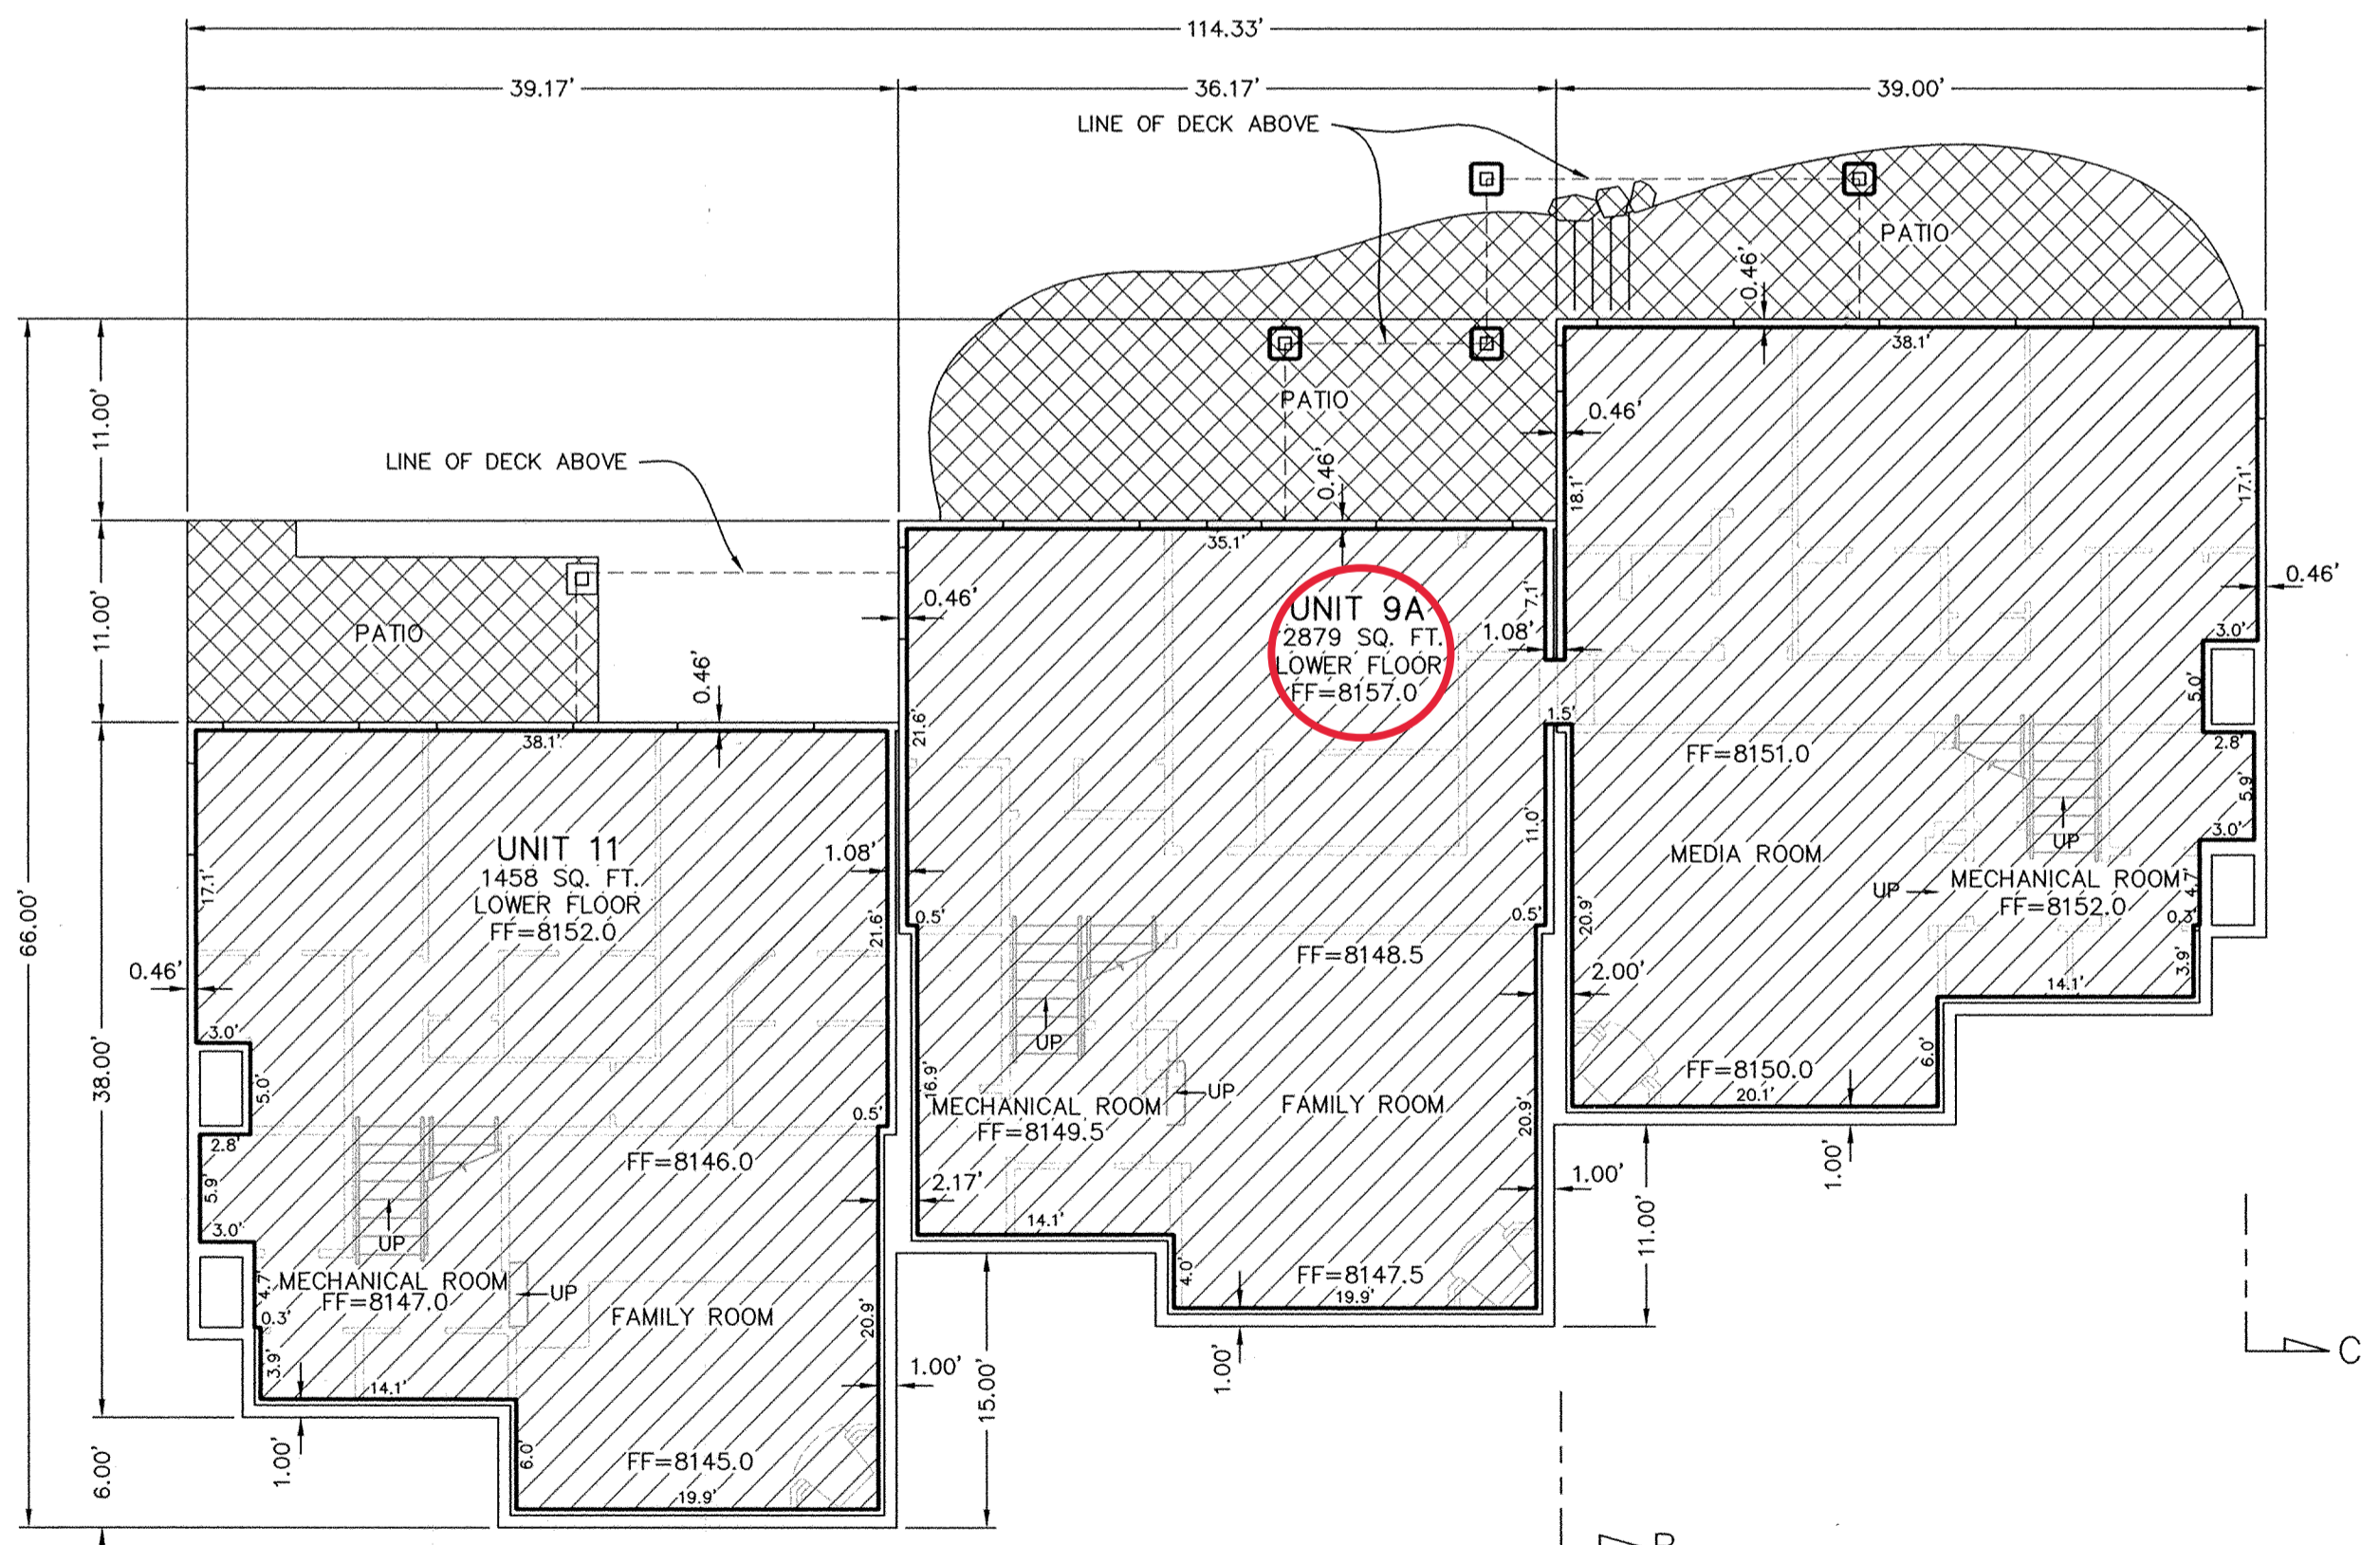 114.33'
39.17'
36.17'
39.00'
LINE OF DECK ABOVE
PATIO
0.46'
38.1'
11.00'
PATIO
0.46'
LINE OF DECK ABOVE
0.46'
18.1'
17.1'
35.1'
0.46'
0.46'
7.1'
UNIT 9A
2879 SQ. FT.
LOWER FLOOR
FF=8157.0
1.08'
3.0'
11.00'
PATIO
0.46'
5.0'
1.5'
21.6'
2.8'
38.1'
FF=8151.0
5.9'
11.0'
3.0'
UP
UNIT 11
1458 SQ. FT.
LOWER FLOOR
FF=8152.0
1.08'
MEDIA ROOM
UP
MECHANICAL ROOM
FF=8152.0
4.7'
17.1'
0.3'
66.00'
21.6'
0.5'
0.5'
20.9'
FF=8148.5
3.9'
0.46'
2.00'
14.1'
3.0'
UP
6.0'
38.00'
5.0'
16.9'
UP
FF=8150.0
20.1'
0.5'
MECHANICAL ROOM
FF=8149.5
FAMILY ROOM
20.9'
2.8'
FF=8146.0
1.00'
1.00'
5.9'
2.17'
11.00'
3.0'
UP
14.1'
4.0'
FF=8147.5
19.9'
MECHANICAL ROOM
FF=8147.0
UP
FAMILY ROOM
4.7'
0.3'
20.9'
3.9'
1.00'
15.00'
1.00'
C
14.1'
6.00'
1.00'
6.0'
FF=8145.0
19.9'